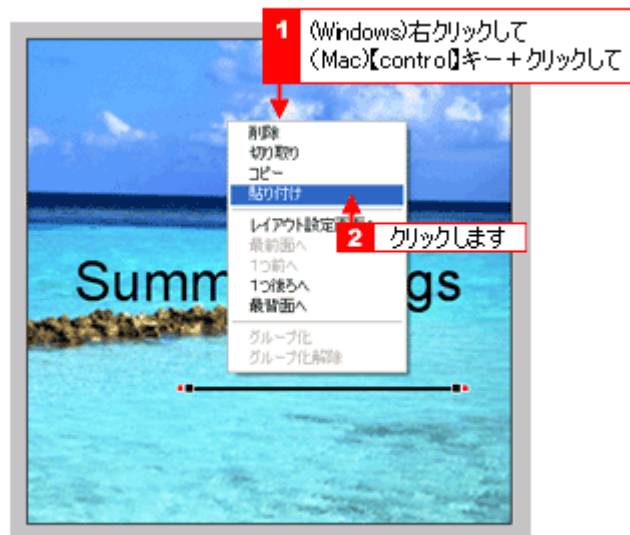 1 (Windows)右クリックして
(Mac)【control】キー+クリックして
削除
切り取り
コピー
貼り付け
レイアウト設定
2 クリックします
最前面へ
1つ前へ
1つ後ろへ
最背面へ
Summ
gs
グループ化
グループ化解除